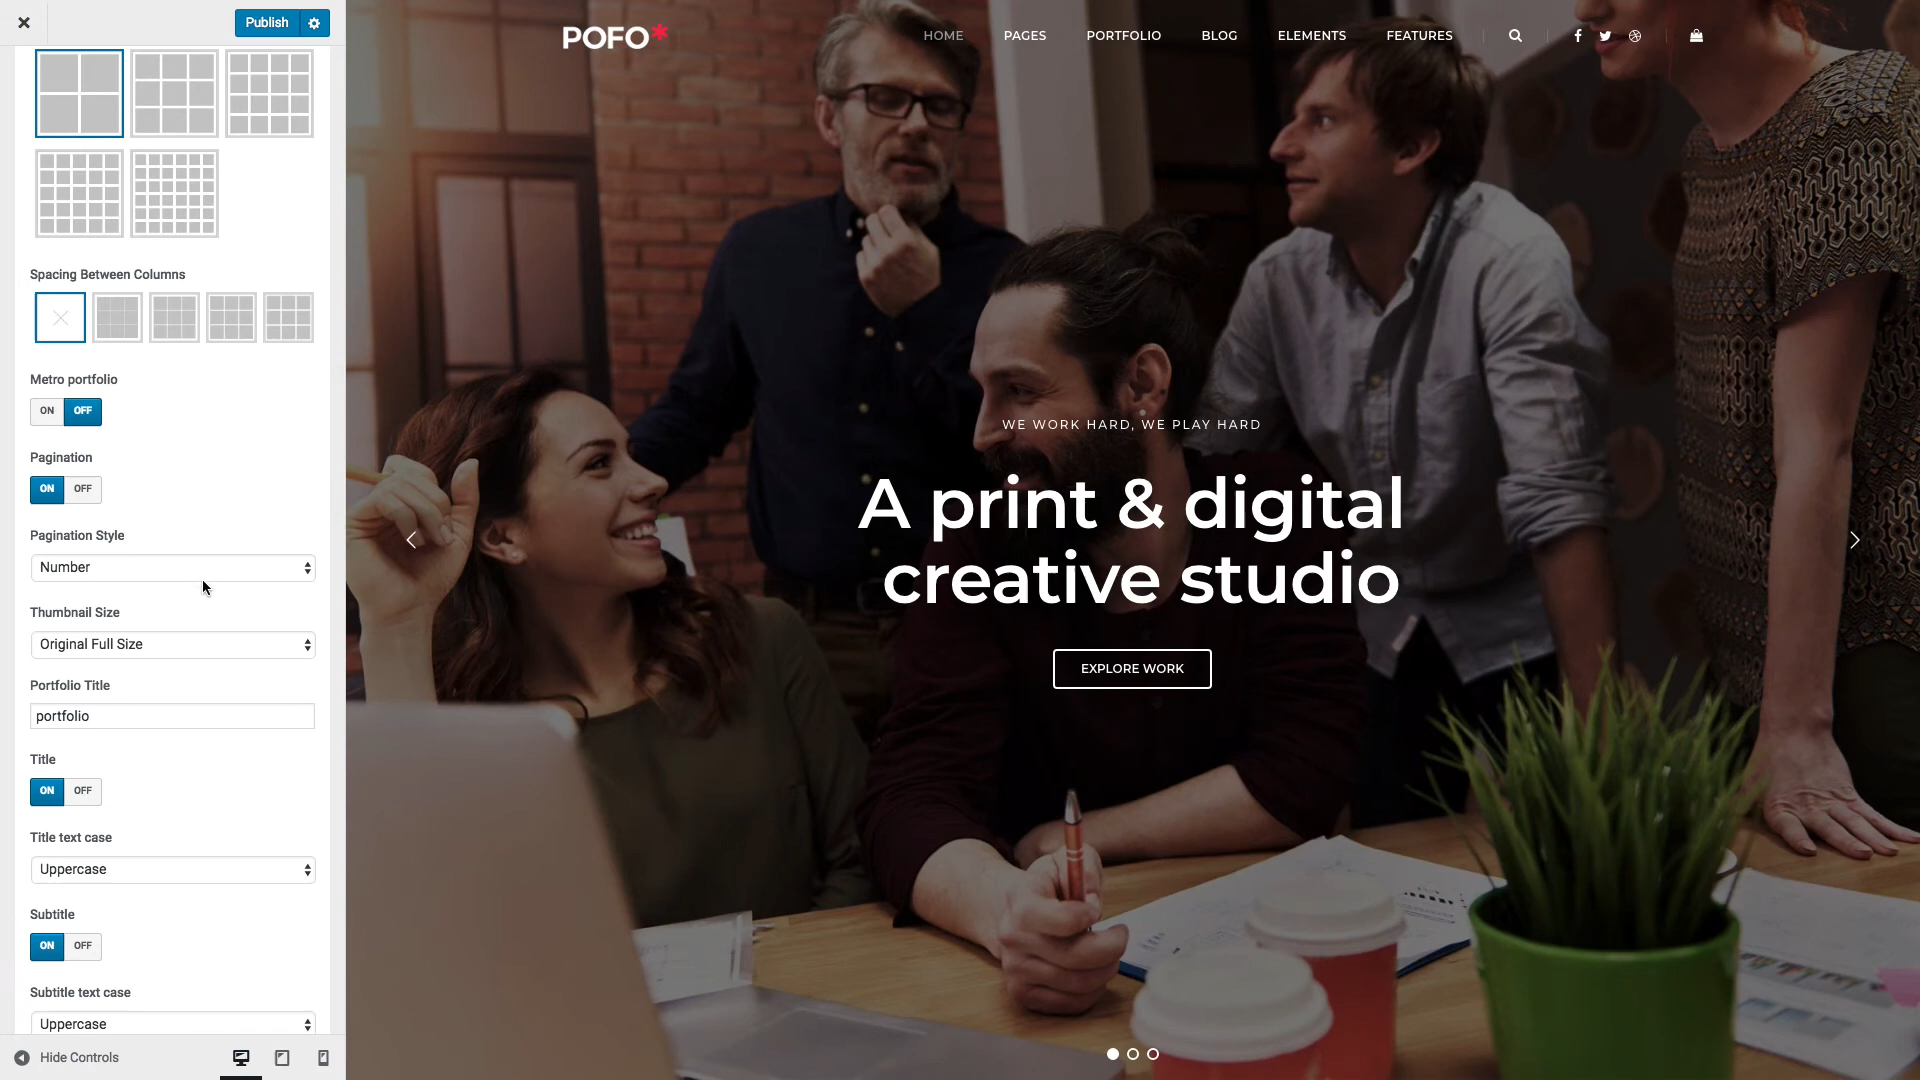 Publish
Spacing Between Columns
Metro portfolio
ON OFF
Pagination
ON OFF
Pagination Style
Number
Thumbnail Size
Original Full Size
Portfolio Title
portfolio
Title
ON OFF
Title text case
Uppercase
Subtitle
ON OFF
Subtitle text case
Uppercase
Hide Controls
POFO*
HOME PAGES PORTFOLIO BLOG ELEMENTS FEATURES
WE WORK HARD, WE PLAY HARD
A print & digital
creative studio
EXPLORE WORK